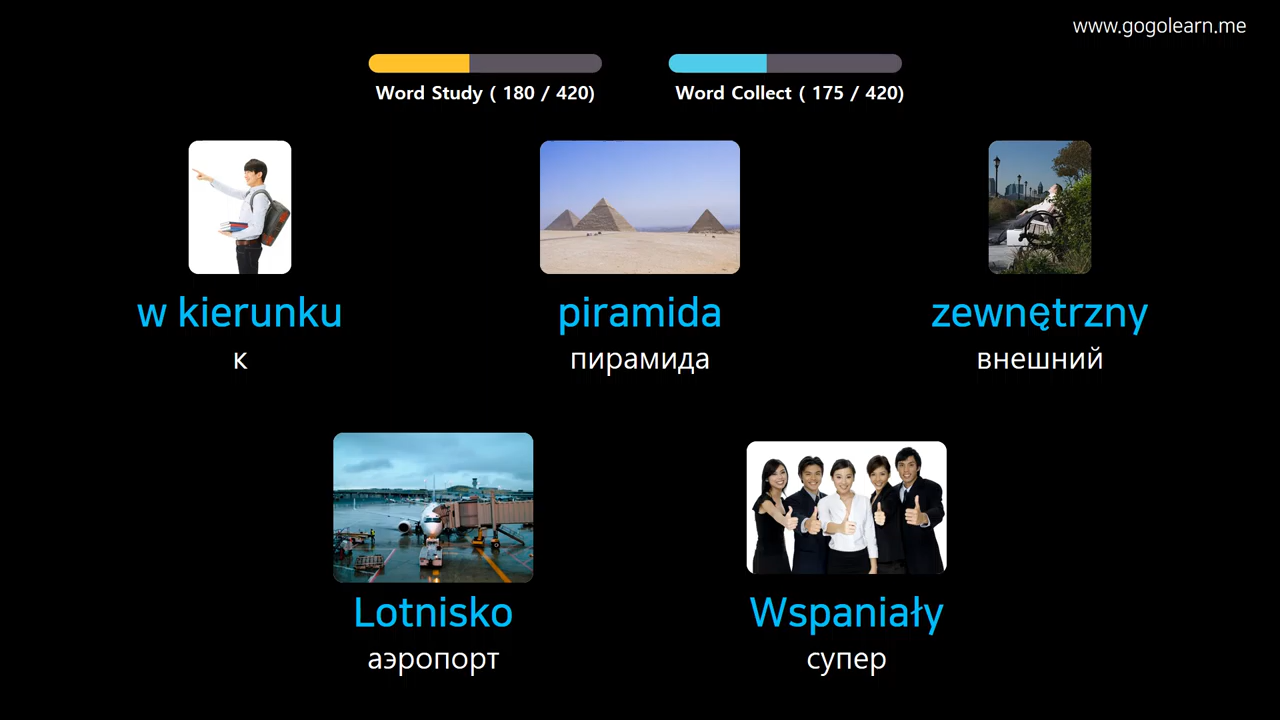 www.gogolearn.me
Word Study ( 180 / 420)
Word Collect ( 175 / 420)
w kierunku
к
piramida
пирамида
zewnętrzny
внешний
Lotnisko
аэропорт
Wspaniały
супер